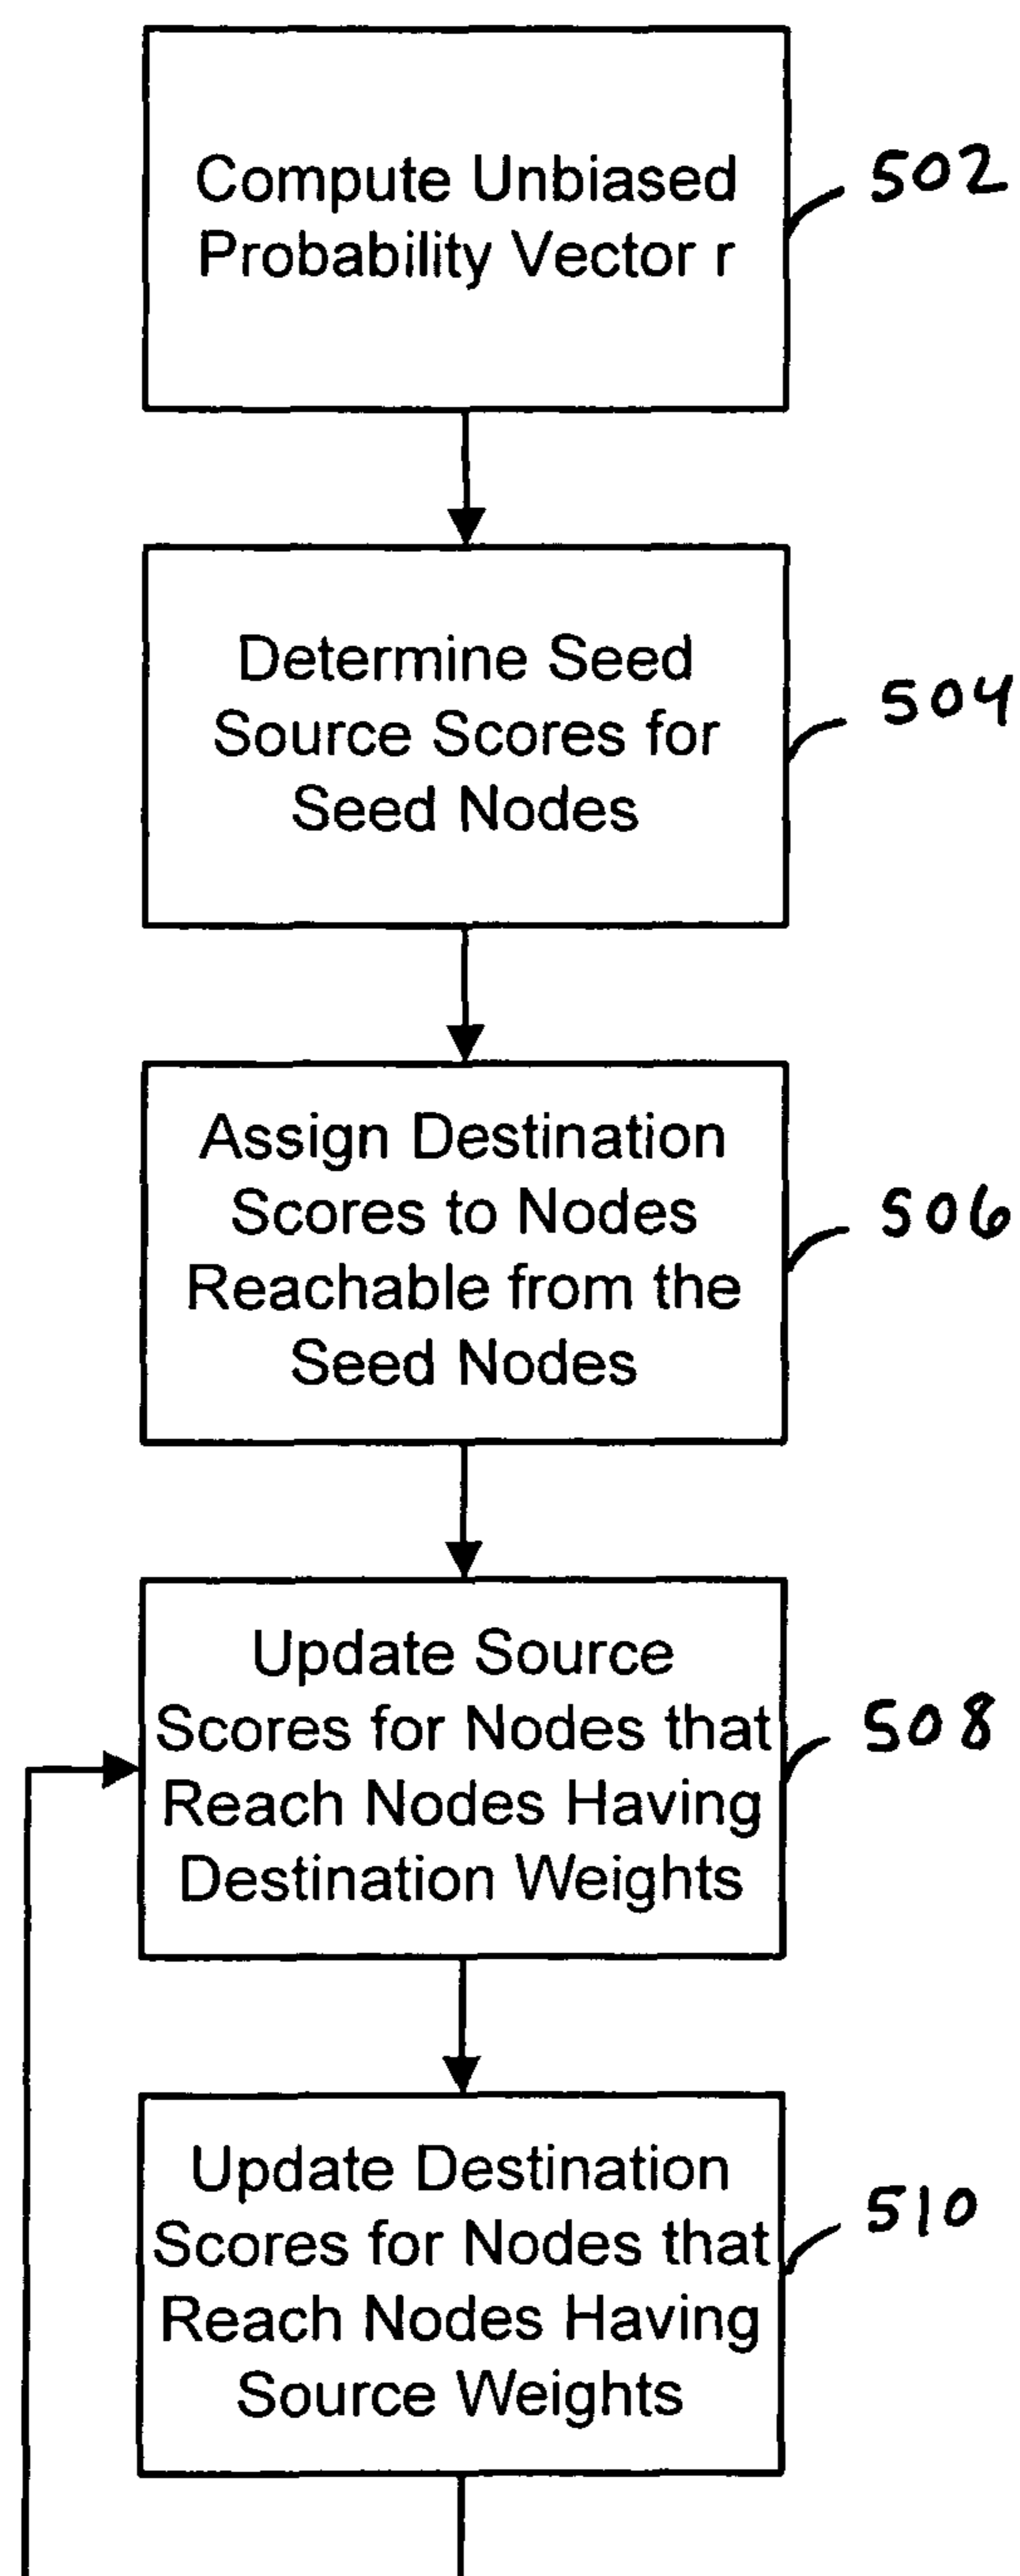 Compute Unbiased
Probability Vector r
502
Determine Seed
Source Scores for
Seed Nodes
504
Assign Destination
Scores to Nodes
Reachable from the
Seed Nodes
506
Update Source
Scores for Nodes that
Reach Nodes Having
Destination Weights
508
Update Destination
Scores for Nodes that
Reach Nodes Having
Source Weights
510